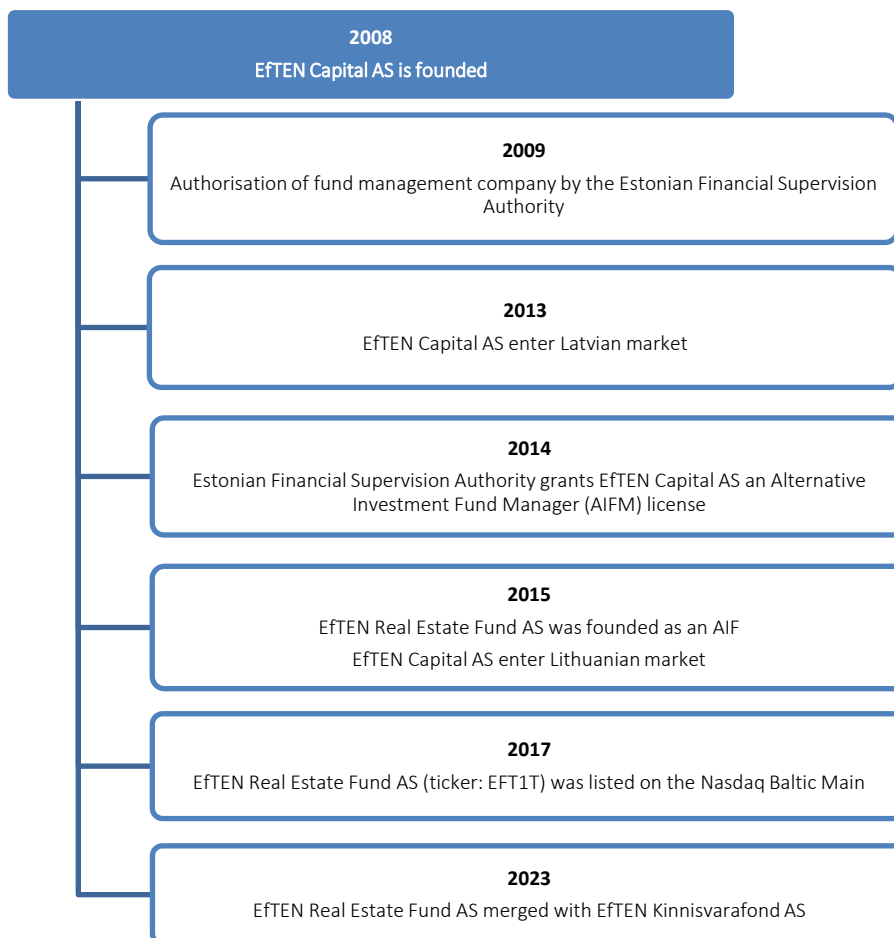 2008
EfTEN Capital AS is founded
2009
Authorisation of fund management company by the Estonian Financial Supervision
Authority
2013
EfTEN Capital AS enter Latvian market
2014
Estonian Financial Supervision Authority grants EfTEN Capital AS an Alternative
Investment Fund Manager (AIFM) license
2015
EfTEN Real Estate Fund AS was founded as an AIF
EfTEN Capital AS enter Lithuanian market
2017
EfTEN Real Estate Fund AS (ticker: EFT1T) was listed on the Nasdaq Baltic Main
2023
EfTEN Real Estate Fund AS merged with EfTEN Kinnisvarafond AS